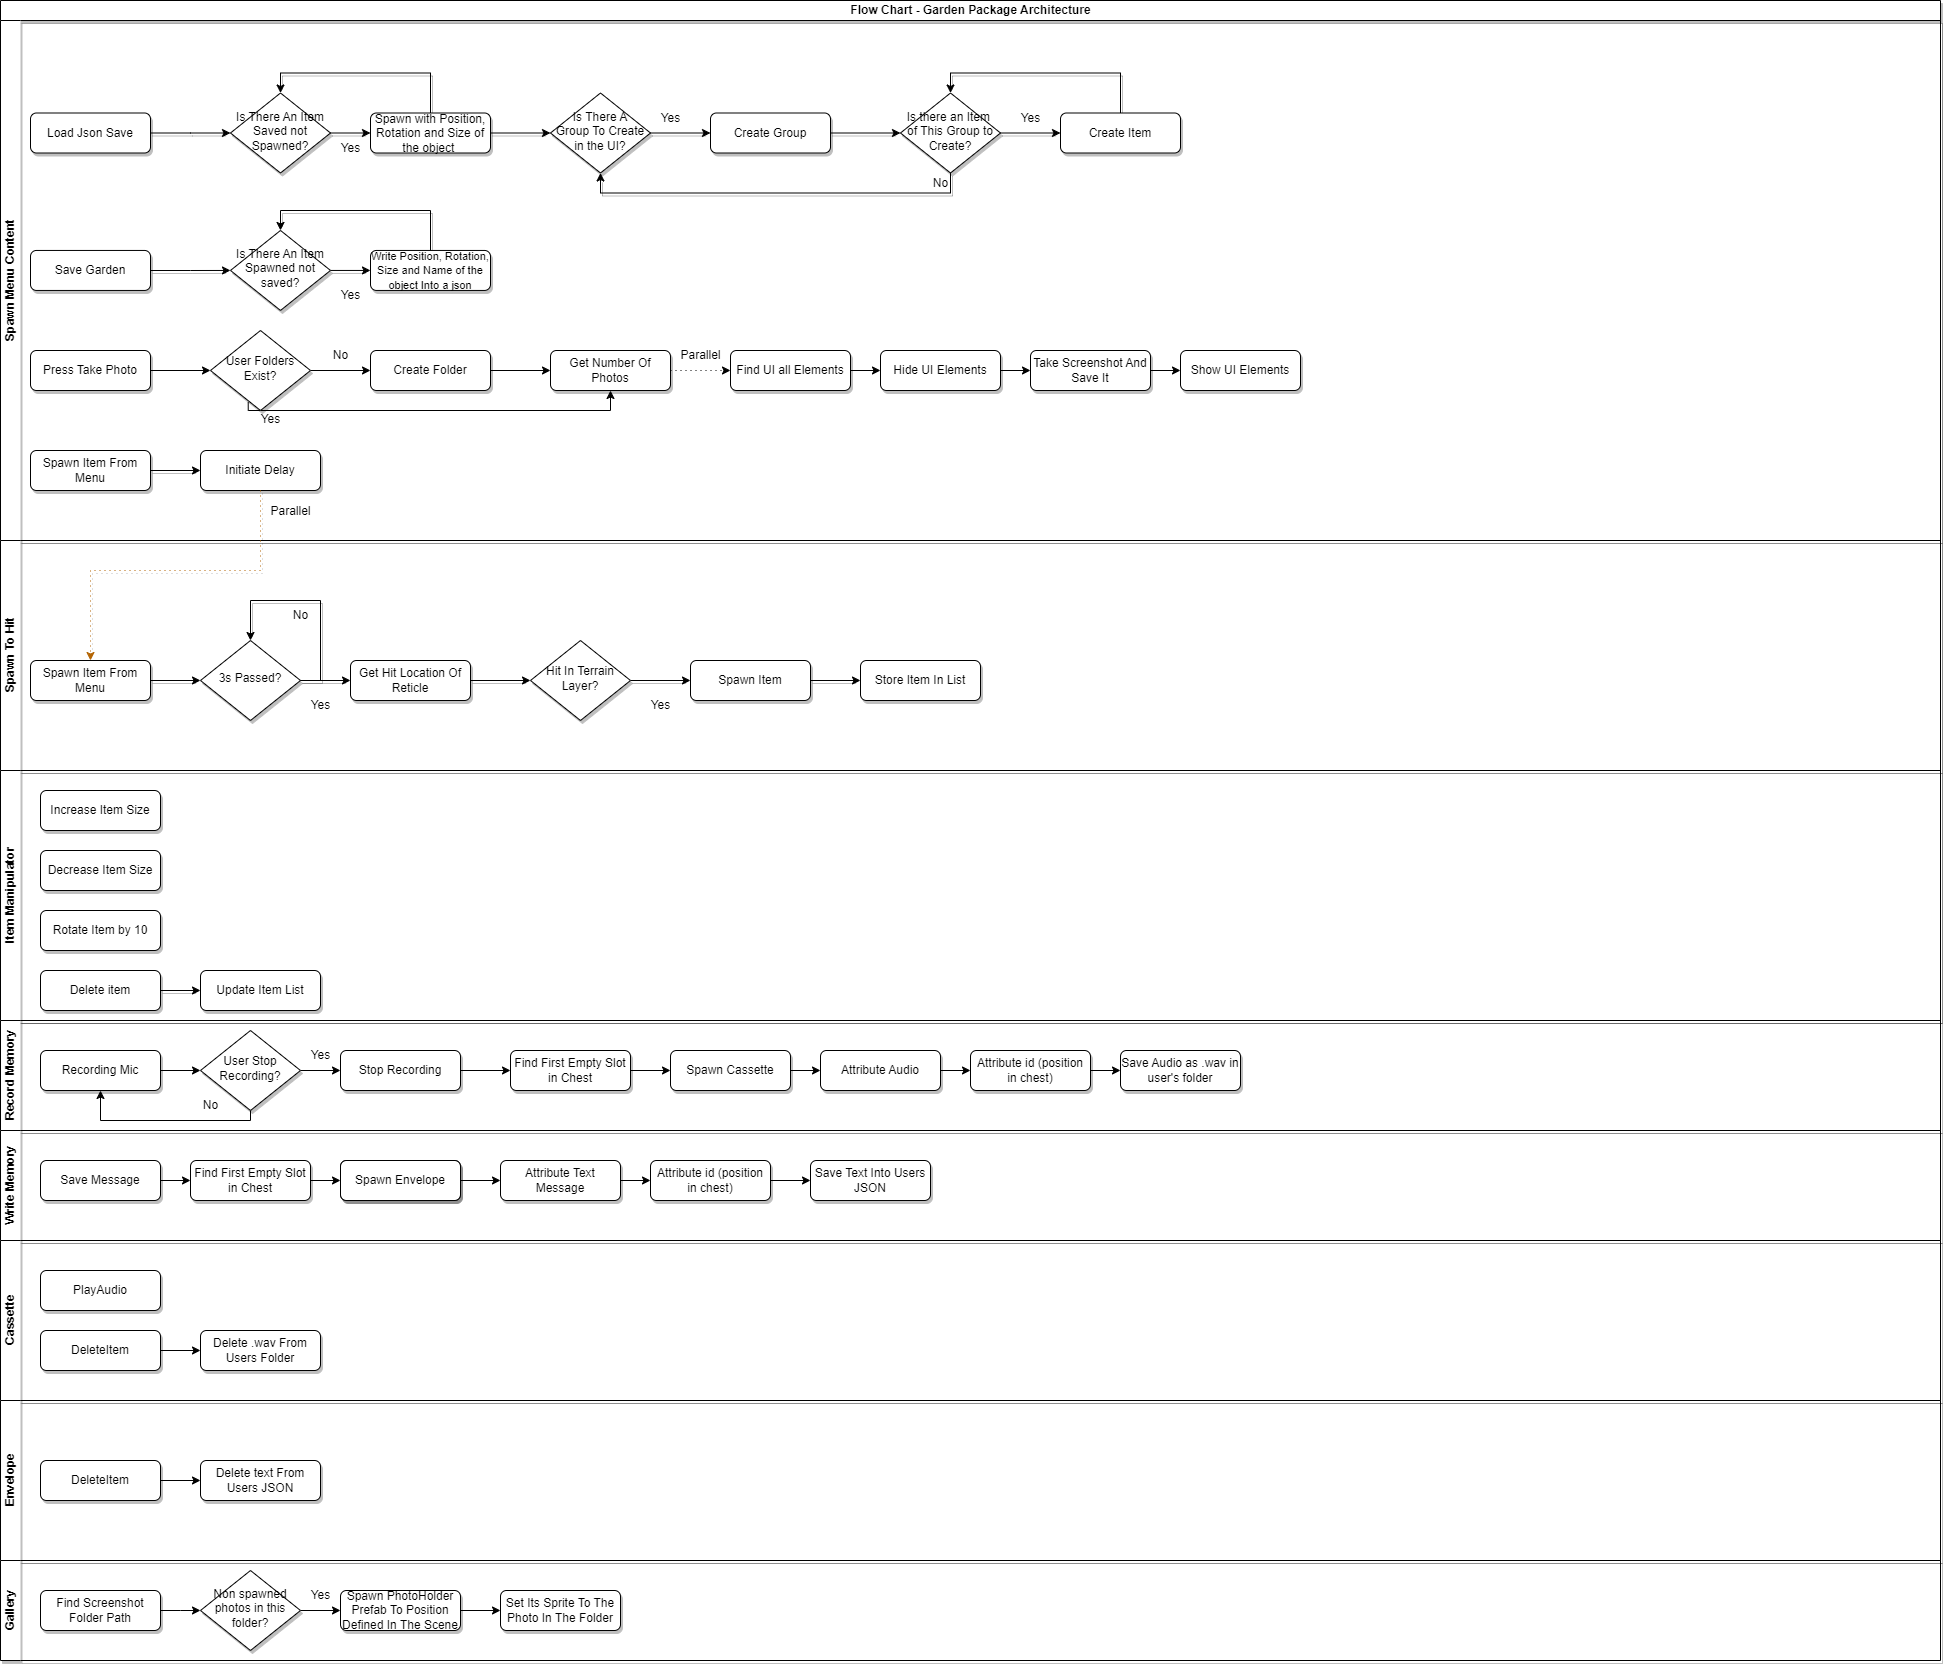 Flow Chart - Garden Package Architecture
Spawn Menu Content
Load Json Save
Is There An Item
Saved not
Spawned?
Yes
Spawn with Position,
Rotation and Size of
the object
Is There A
Group To Create
in the UI?
Yes
Create Group
Is there an Item
of This Group to
Create?
Yes
Create Item
No
Save Garden
Is There An Item
Spawned not
saved?
Yes
Write Position, Rotation,
Size and Name of the
object Into a json
Press Take Photo
User Folders
Exist?
No
Yes
Create Folder
Get Number Of
Photos
Parallel
Find UI all Elements
Hide UI Elements
Take Screenshot And
Save It
Show UI Elements
Spawn Item From
Menu
Initiate Delay
Parallel
Spawn To Hit
Spawn Item From
Menu
3s Passed?
No
Yes
Get Hit Location Of
Reticle
Hit In Terrain
Layer?
Yes
Spawn Item
Store Item In List
Item Manipulator
Increase Item Size
Decrease Item Size
Rotate Item by 10
Delete item
Update Item List
Record Memory
Recording Mic
User Stop
Recording?
Yes
No
Stop Recording
Find First Empty Slot
in Chest
Spawn Cassette
Attribute Audio
Attribute id (position
in chest)
Save Audio as .wav in
user's folder
Write Memory
Save Message
Find First Empty Slot
in Chest
Spawn Envelope
Attribute Text
Message
Attribute id (position
in chest)
Save Text Into Users
JSON
Cassette
PlayAudio
DeleteItem
Delete .wav From
Users Folder
Envelope
DeleteItem
Delete text From
Users JSON
Gallery
Find Screenshot
Folder Path
Non spawned
photos in this
folder?
Yes
Spawn PhotoHolder
Prefab To Position
Defined In The Scene
Set Its Sprite To The
Photo In The Folder